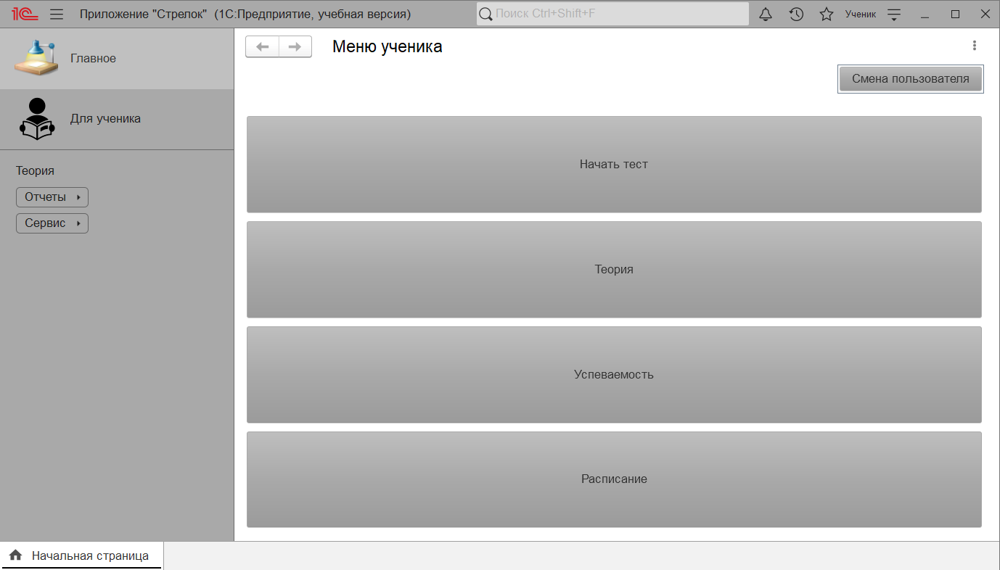 1С Приложение "Стрелок" (1С:Предприятие, учебная версия) Поиск Ctrl+Shift+F Ученик
Главное
Для ученика
Теория
Отчеты
Сервис
Меню ученика
Смена пользователя
Начать тест
Теория
Успеваемость
Расписание
Начальная страница